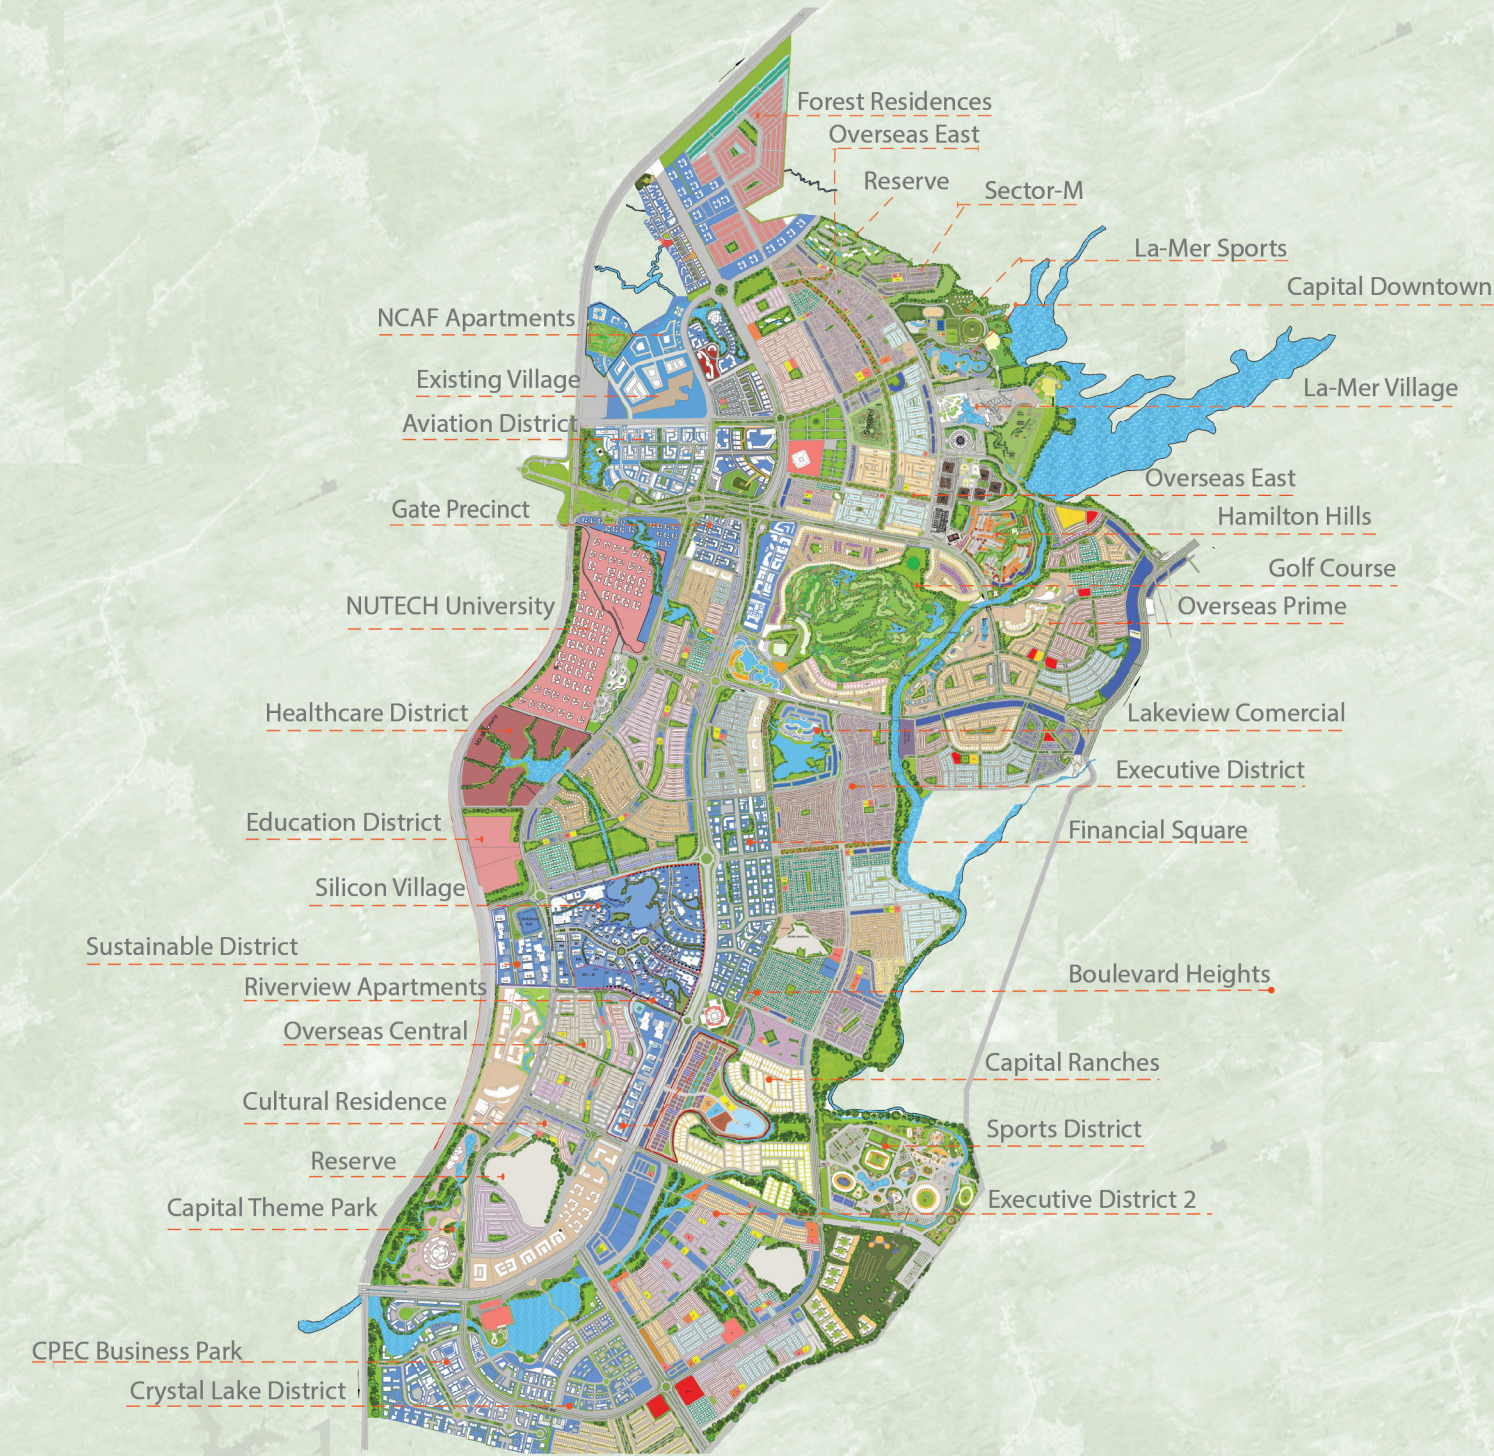 Forest Residences
Overseas East
Reserve
Sector-M
La-Mer Sports
Capital Downtown
NCAF Apartments
Existing Village
La-Mer Village
Aviation District
Overseas East
Gate Precinct
Hamilton Hills
Golf Course
NUTECH University
Overseas Prime
Healthcare District
Lakeview Comercial
Executive District
Education District
Financial Square
Silicon Village
Sustainable District
Boulevard Heights
Riverview Apartments
Overseas Central
Capital Ranches
Cultural Residence
Sports District
Reserve
Executive District 2
Capital Theme Park
CPEC Business Park
Crystal Lake District